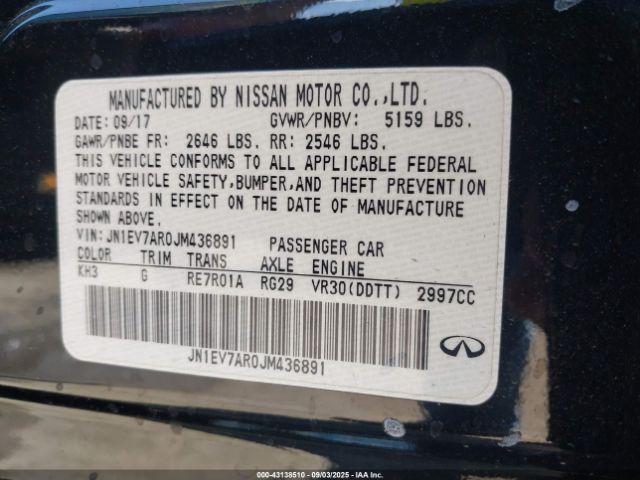 MANUFACTURED BY NISSAN MOTOR CO.,LTD.
DATE: 09/17 GVWR/PNBV: 5159 LBS.
GAWR/PNBE FR: 2646 LBS. RR: 2546 LBS.
THIS VEHICLE CONFORMS TO ALL APPLICABLE FEDERAL
MOTOR VEHICLE SAFETY,BUMPER,AND THEFT PREVENTION
STANDARDS IN EFFECT ON THE DATE OF MANUFACTURE
SHOWN ABOVE.
VIN: JN1EV7AR0JM436891 PASSENGER CAR
COLOR TRIM TRANS AXLE ENGINE
KH3 G RE7R01A RG29 VR30(DDTT) 2997CC
JN1EV7AR0JM436891
000-43138510 - 09/03/2025 - IAAI.COM